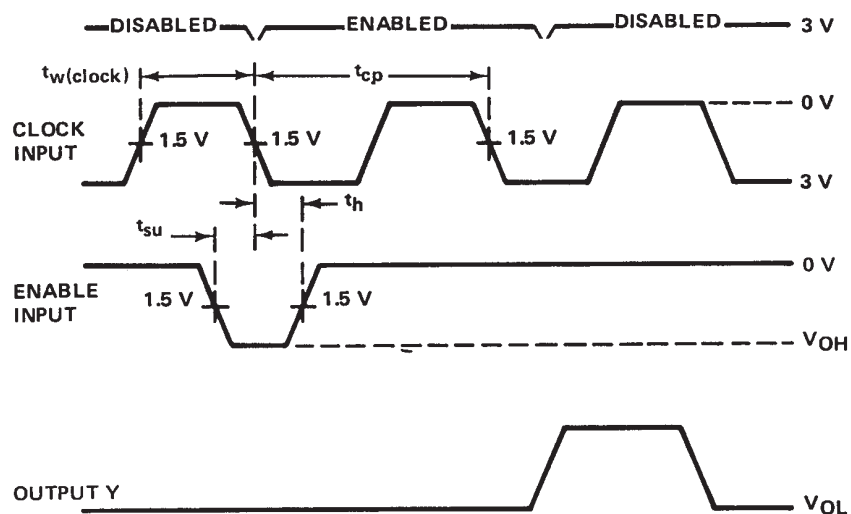 DISABLED ENABLED DISABLED 3 V
tw(clock) tcp
0 V
CLOCK INPUT 1.5 V 1.5 V 1.5 V
3 V
th
tsu
0 V
ENABLE INPUT 1.5 V 1.5 V
VOH
OUTPUT Y
VOL